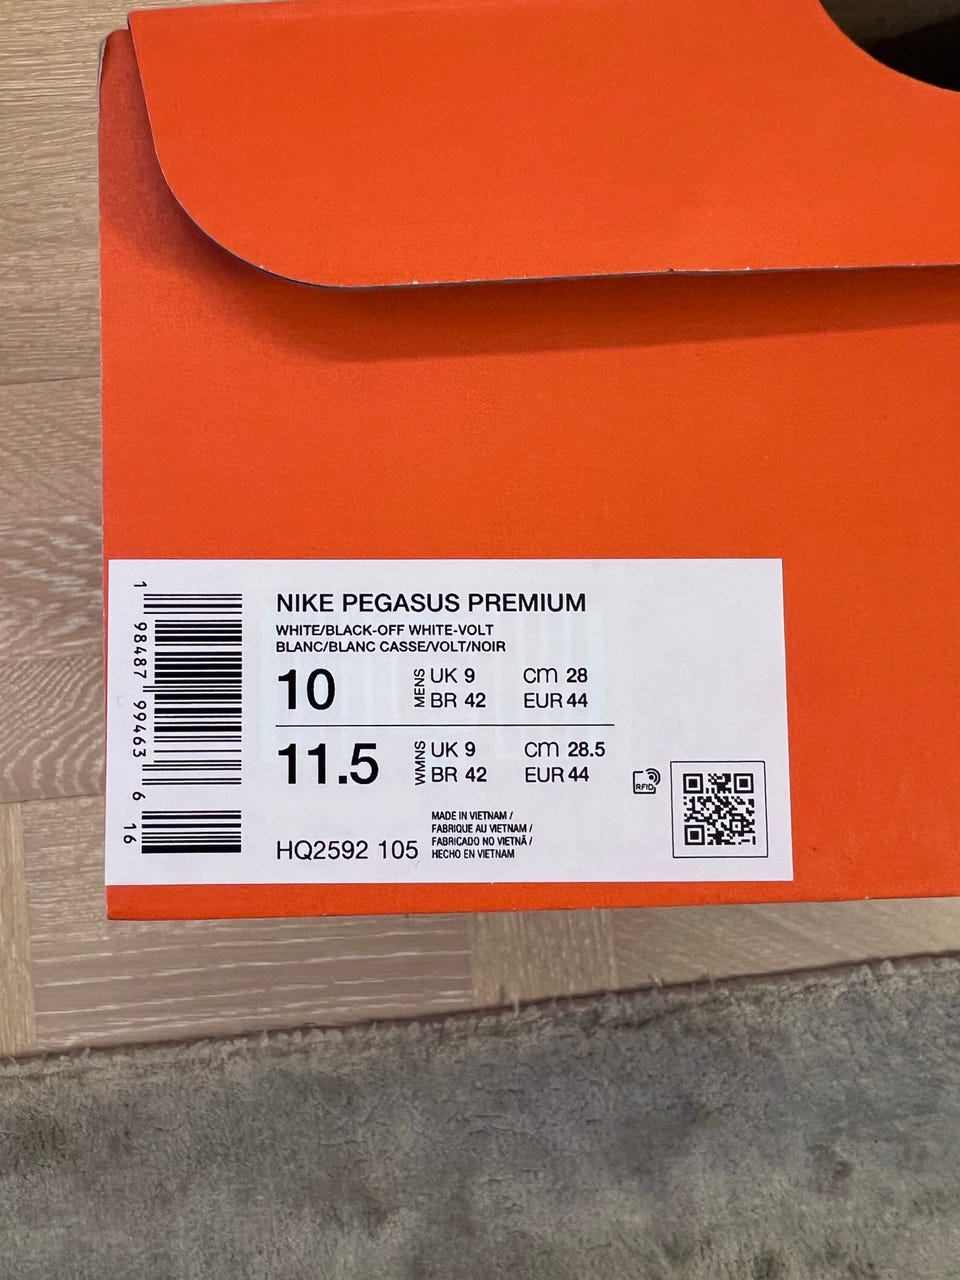 NIKE PEGASUS PREMIUM
WHITE/BLACK-OFF WHITE-VOLT
BLANC/BLANC CASSE/VOLT/NOIR
10 MENS UK 9 cm 28
BR 42 EUR 44
11.5 WMNS UK 9 cm 28.5
BR 42 EUR 44
RFID
MADE IN VIETNAM /
FABRIQUE AU VIETNAM /
FABRICADO NO VIETNÃ /
HECHO EN VIETNAM
HQ2592 105
1 98487 99463 6 16